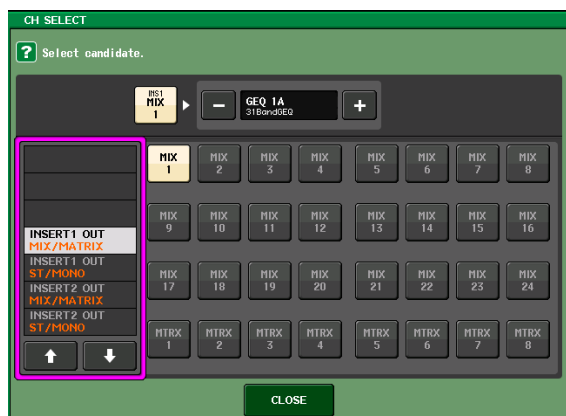 CH SELECT
? Select candidate.
INS1
MIX
1
−
GEQ 1A
31BandGEQ
+
INSERT1 OUT
MIX/MATRIX
INSERT1 OUT
ST/MONO
INSERT2 OUT
MIX/MATRIX
INSERT2 OUT
ST/MONO
MIX 1
MIX 2
MIX 3
MIX 4
MIX 5
MIX 6
MIX 7
MIX 8
MIX 9
MIX 10
MIX 11
MIX 12
MIX 13
MIX 14
MIX 15
MIX 16
MIX 17
MIX 18
MIX 19
MIX 20
MIX 21
MIX 22
MIX 23
MIX 24
MTRX 1
MTRX 2
MTRX 3
MTRX 4
MTRX 5
MTRX 6
MTRX 7
MTRX 8
CLOSE